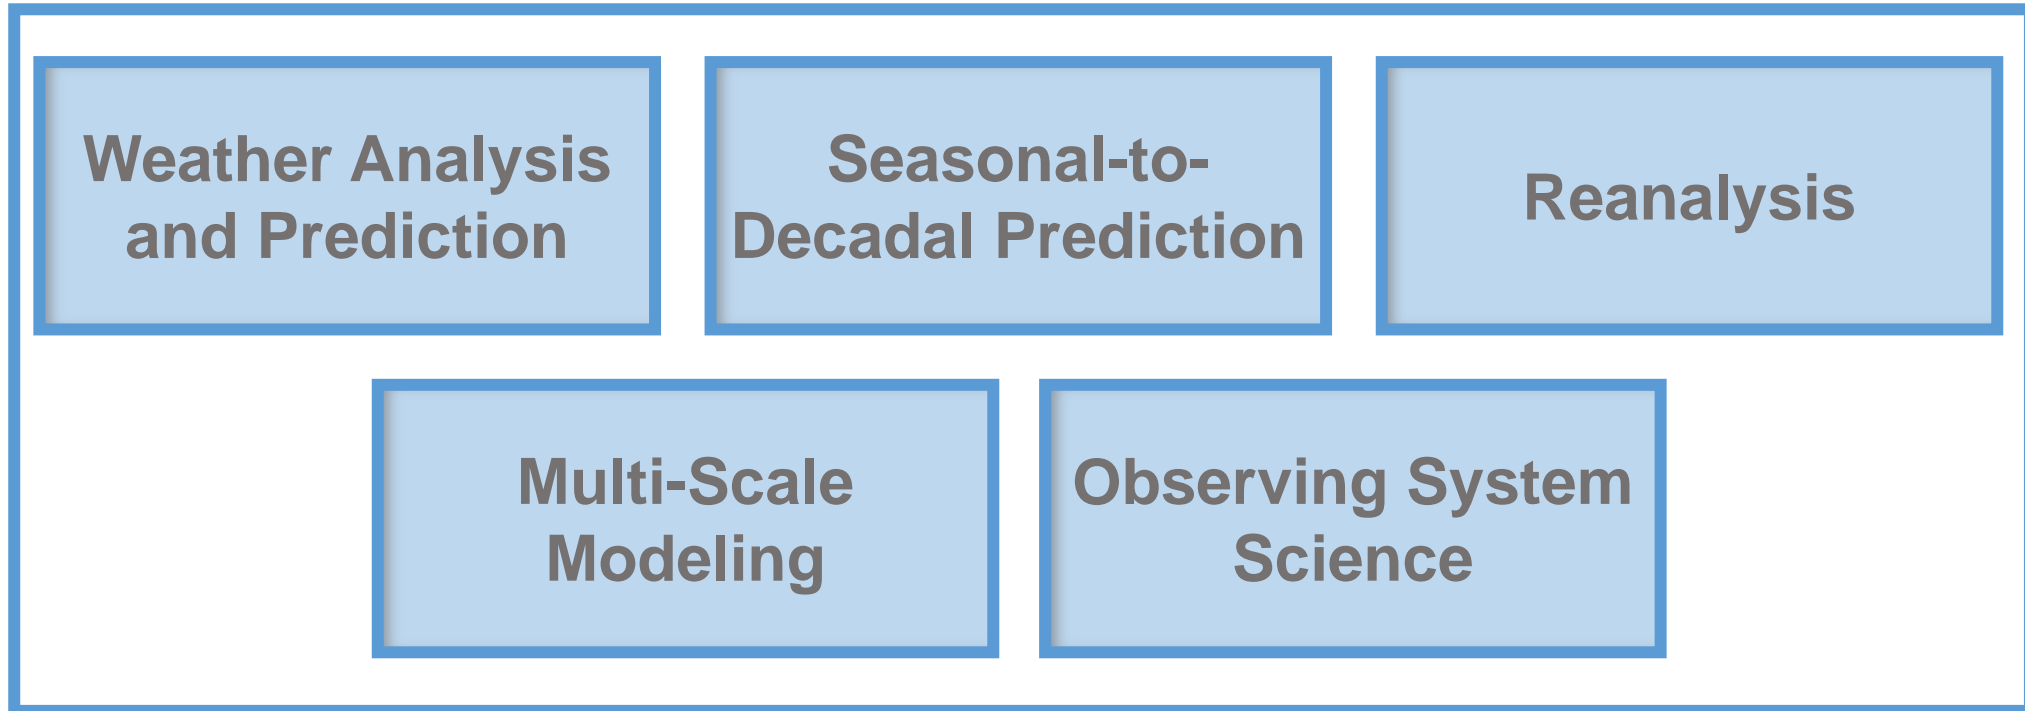 Weather Analysis
and Prediction
Seasonal-to-
Decadal Prediction
Reanalysis
Multi-Scale
Modeling
Observing System
Science